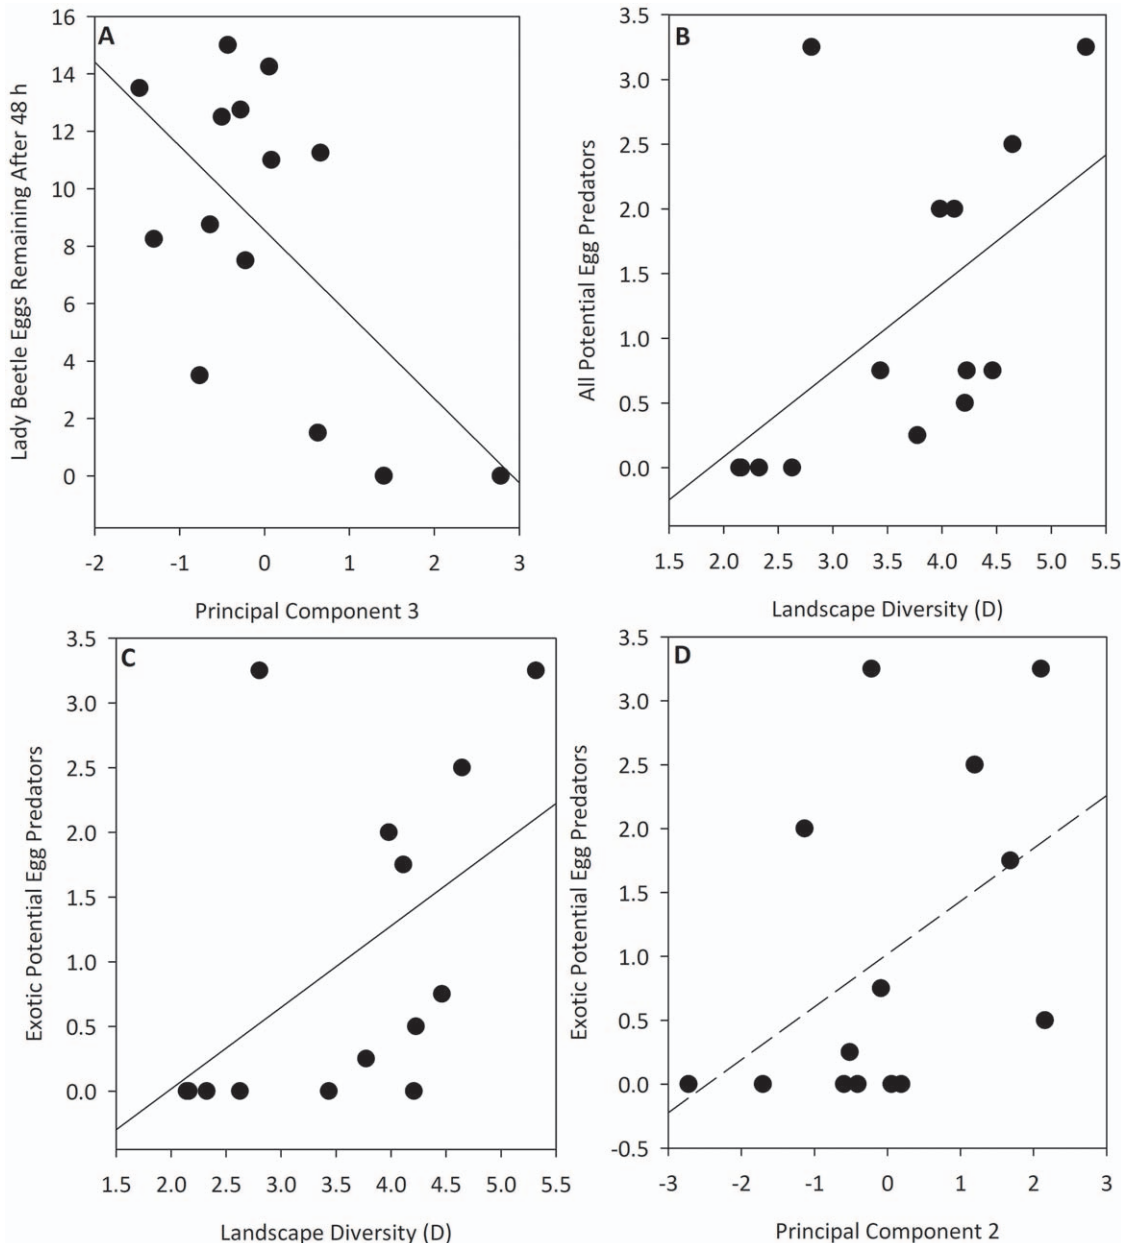 A
Lady Beetle Eggs Remaining After 48 h
16
14
12
10
8
6
4
2
0
-2 -1 0 1 2 3
Principal Component 3
B
All Potential Egg Predators
3.5
3.0
2.5
2.0
1.5
1.0
0.5
0.0
1.5 2.0 2.5 3.0 3.5 4.0 4.5 5.0 5.5
Landscape Diversity (D)
C
Exotic Potential Egg Predators
3.5
3.0
2.5
2.0
1.5
1.0
0.5
0.0
1.5 2.0 2.5 3.0 3.5 4.0 4.5 5.0 5.5
Landscape Diversity (D)
D
Exotic Potential Egg Predators
3.5
3.0
2.5
2.0
1.5
1.0
0.5
0.0
-0.5
-3 -2 -1 0 1 2 3
Principal Component 2